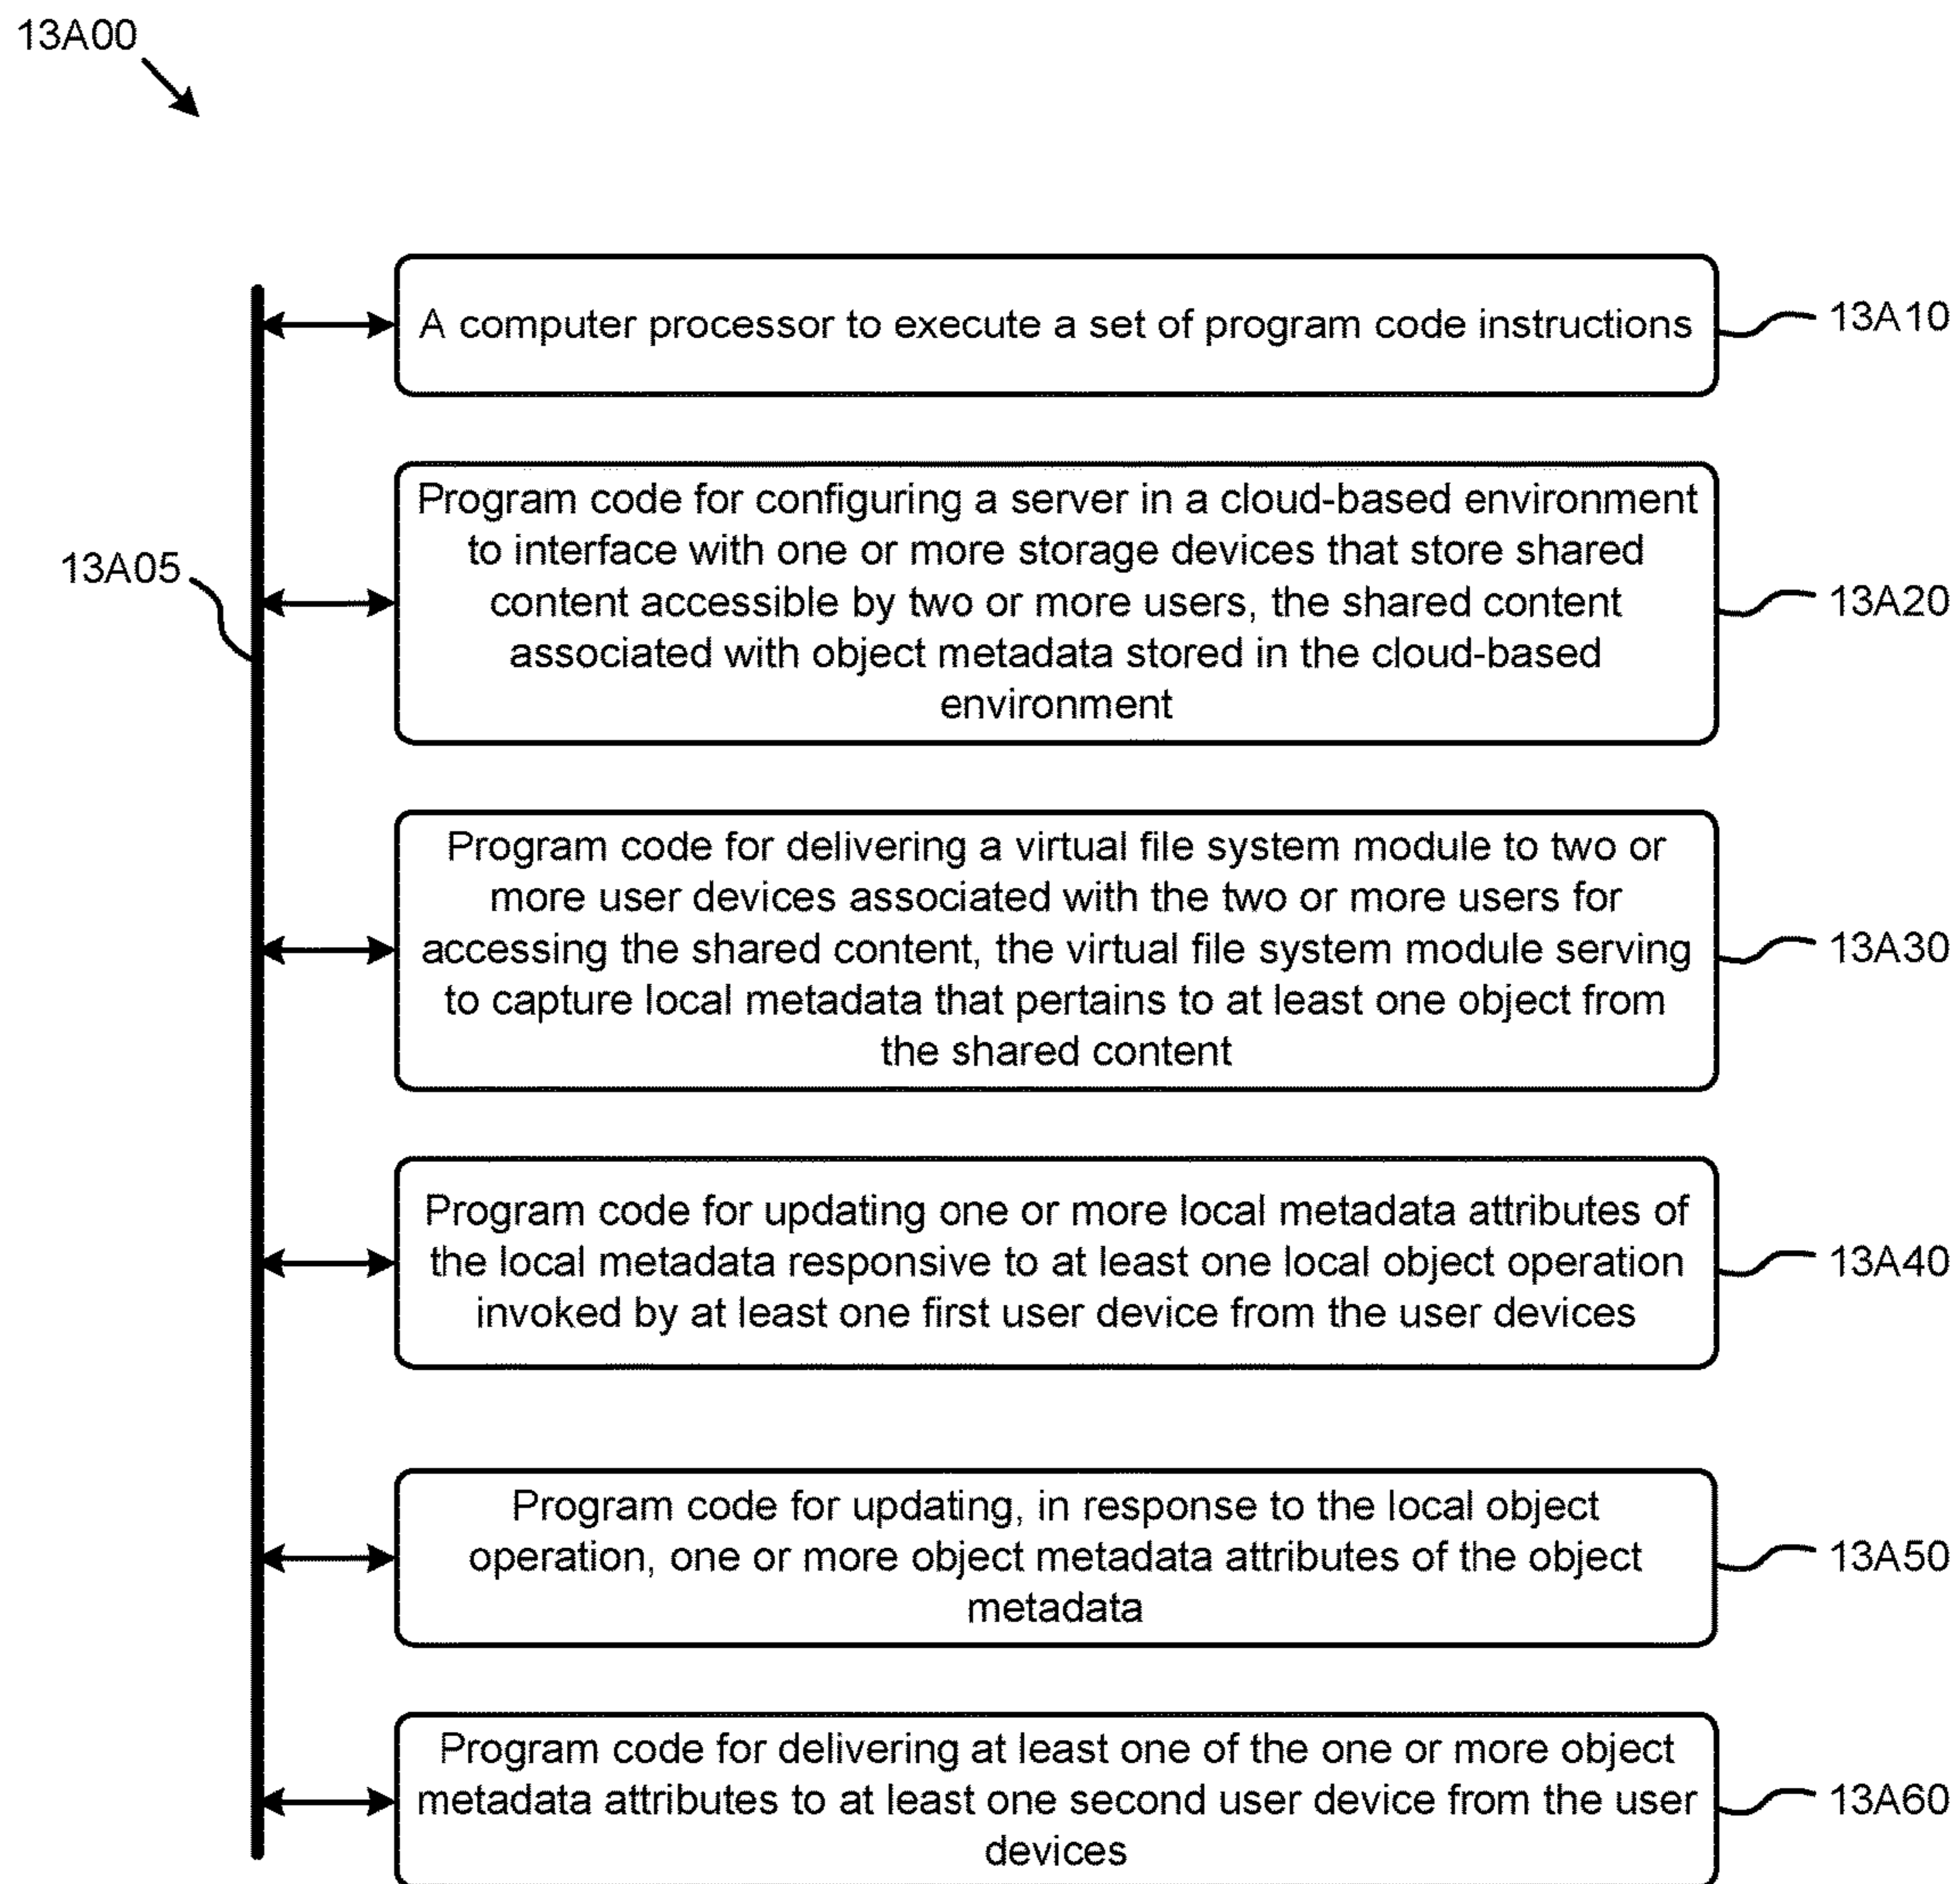 13A00
A computer processor to execute a set of program code instructions
13A10
Program code for configuring a server in a cloud-based environment
to interface with one or more storage devices that store shared
content accessible by two or more users, the shared content
associated with object metadata stored in the cloud-based
environment
13A05
13A20
Program code for delivering a virtual file system module to two or
more user devices associated with the two or more users for
accessing the shared content, the virtual file system module serving
to capture local metadata that pertains to at least one object from
the shared content
13A30
Program code for updating one or more local metadata attributes of
the local metadata responsive to at least one local object operation
invoked by at least one first user device from the user devices
13A40
Program code for updating, in response to the local object
operation, one or more object metadata attributes of the object
metadata
13A50
Program code for delivering at least one of the one or more object
metadata attributes to at least one second user device from the user
devices
13A60